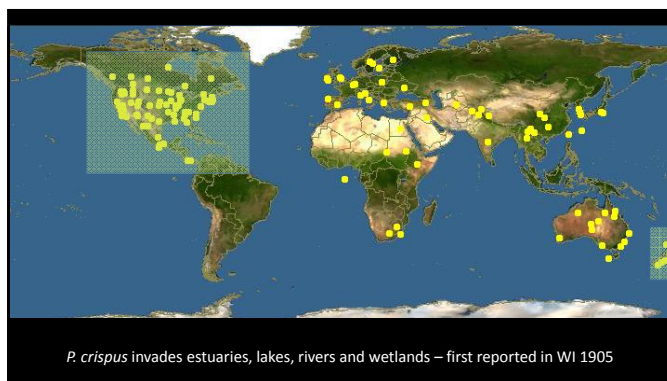 P. crispus invades estuaries, lakes, rivers and wetlands – first reported in WI 1905